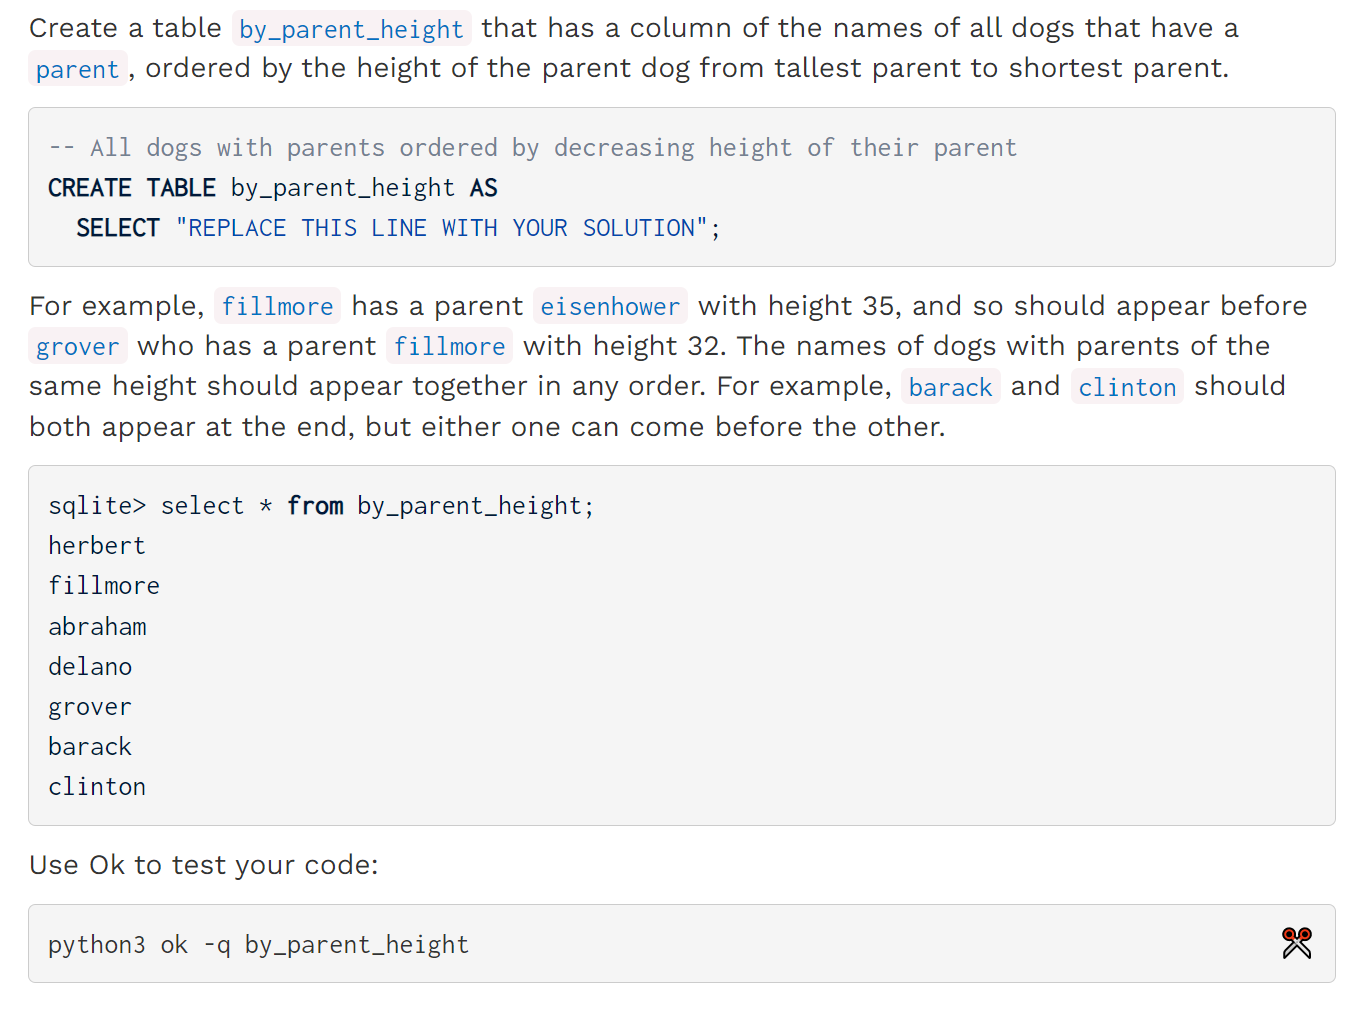 Create a table by_parent_height that has a column of the names of all dogs that have a
parent , ordered by the height of the parent dog from tallest parent to shortest parent.
-- All dogs with parents ordered by decreasing height of their parent
CREATE TABLE by_parent_height AS
  SELECT "REPLACE THIS LINE WITH YOUR SOLUTION";
For example, fillmore has a parent eisenhower with height 35, and so should appear before
grover who has a parent fillmore with height 32. The names of dogs with parents of the
same height should appear together in any order. For example, barack and clinton should
both appear at the end, but either one can come before the other.
sqlite> select * from by_parent_height;
herbert
fillmore
abraham
delano
grover
barack
clinton
Use Ok to test your code:
python3 ok -q by_parent_height